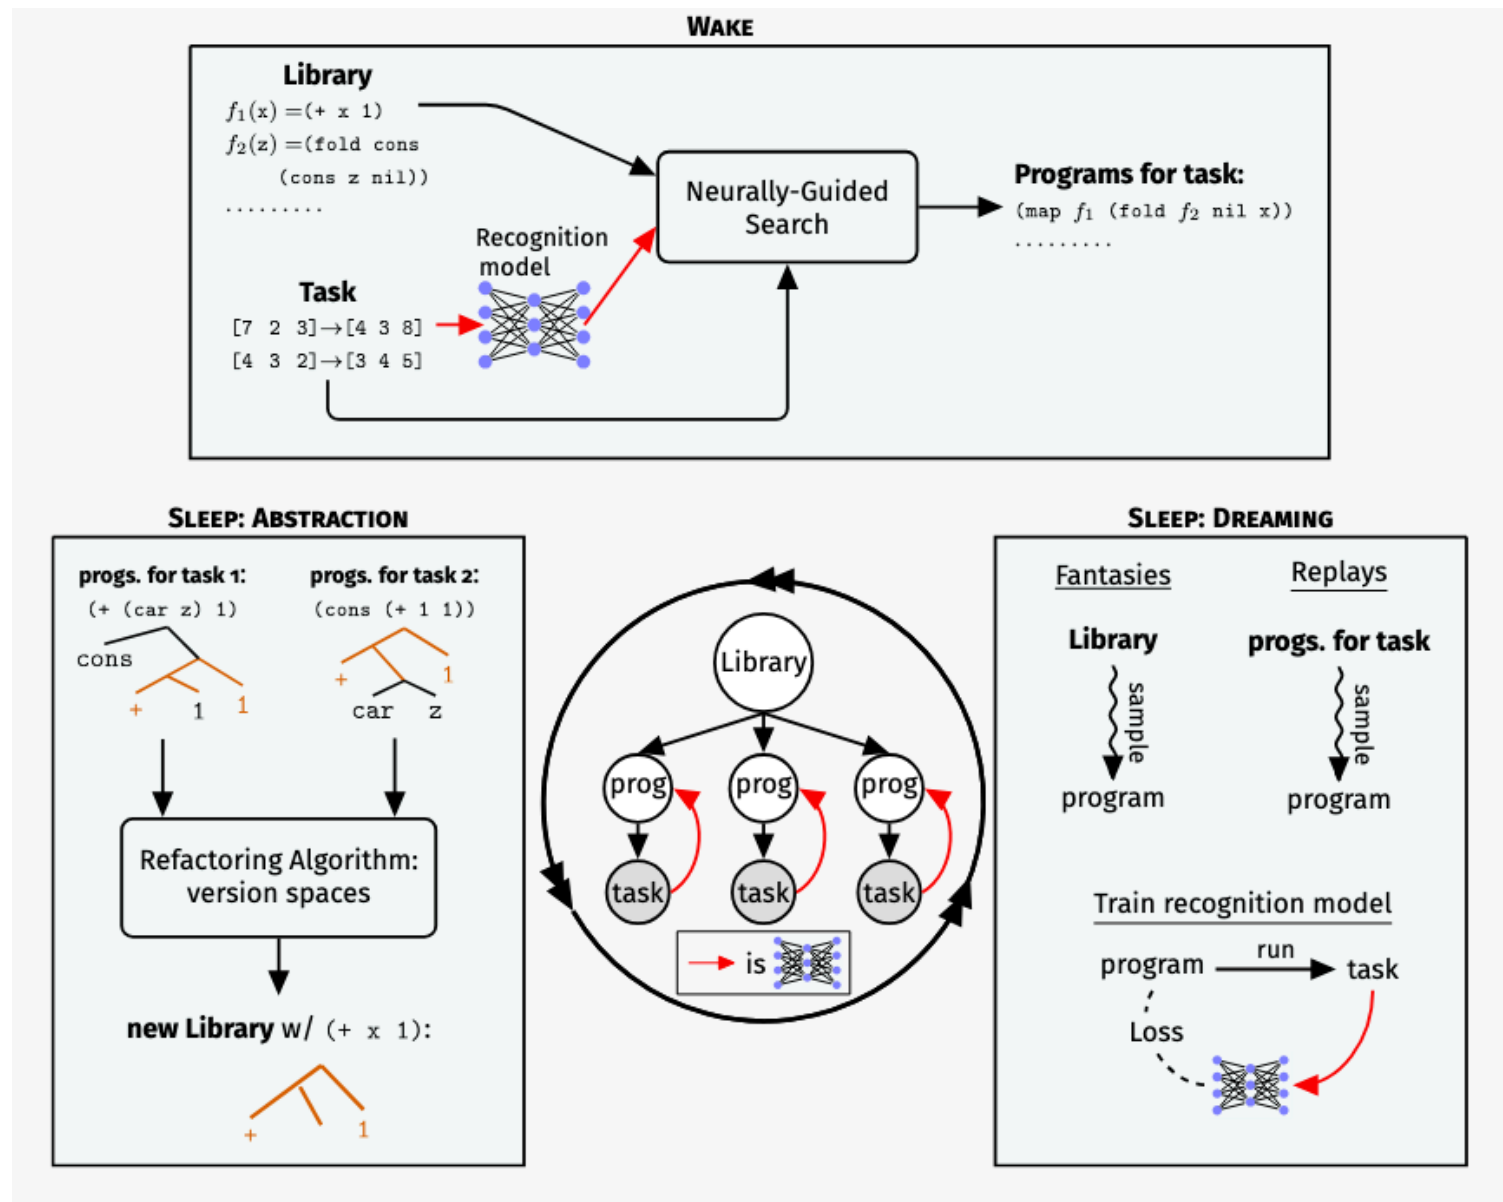 WAKE
Library
f₁(x) =(+ x 1)
f₂(z) =(fold cons
(cons z nil))
.........
Recognition
model
Task
[7 2 3]→[4 3 8]
[4 3 2]→[3 4 5]
Neurally-Guided
Search
Programs for task:
(map f₁ (fold f₂ nil x))
.........
SLEEP: ABSTRACTION
progs. for task 1:
(+ (car z) 1)
cons
+ 1 1
progs. for task 2:
(cons (+ 1 1))
+ 1
car z
Refactoring Algorithm:
version spaces
new Library w/ (+ x 1):
+ 1
Library
prog prog prog
task task task
is
SLEEP: DREAMING
Fantasies
Library
sample
program
Replays
progs. for task
sample
program
Train recognition model
program run task
Loss